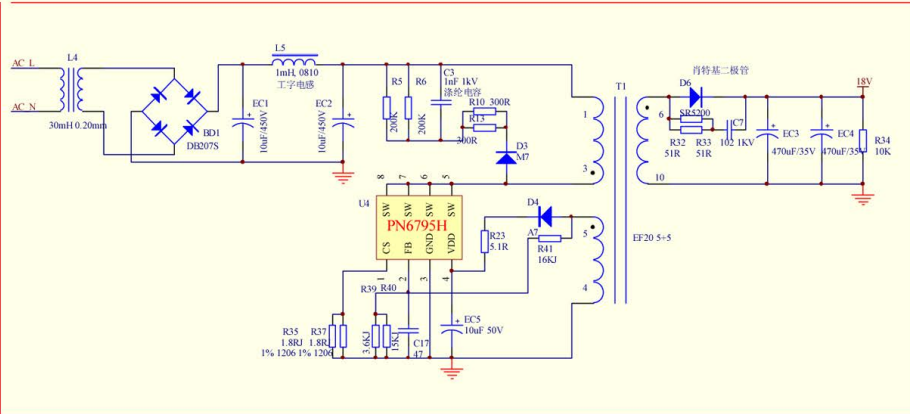 AC L
AC N
L4
30mH 0.20mm
BD1
DB207S
L5
1mH, 0810
工字电感
EC1
10uF/450V
EC2
10uF/450V
R5
200K
R6
200K
C3
1nF 1kV
涤纶电容
R10 300R
R13
300R
D3
M7
T1
1
3
5
4
6
10
EF20 5+5
肖特基二极管
D6
SR5200
R32
51R
R33
51R
C7
102 1KV
EC3
470uF/35V
EC4
470uF/35V
18V
R34
10K
U4
8
7
6
5
SW
SW
SW
SW
PN6795H
CS
FB
GND
VDD
1
2
3
4
R23
5.1R
D4
A7
R41
16KJ
R35
1.8RJ
1% 1206
R37
1.8RJ
1% 1206
R39
3.6KJ
R40
15KJ
C17
47
EC5
10uF 50V